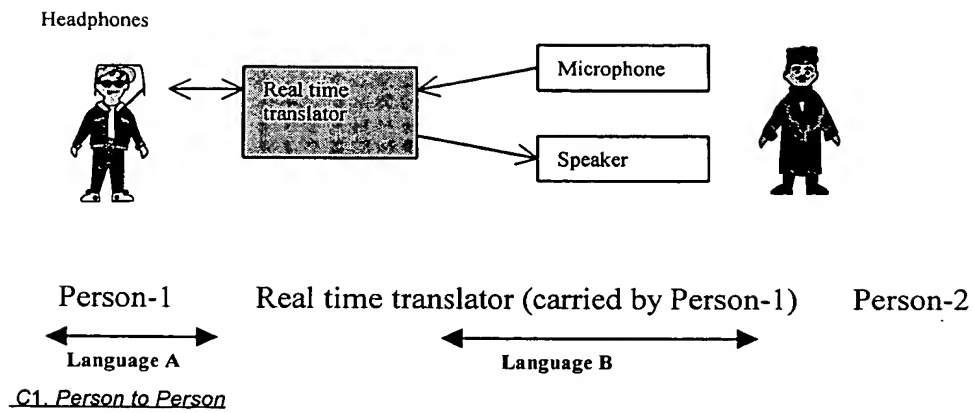 Headphones
Real time
translator
Microphone
Speaker
Person-1 Real time translator (carried by Person-1) Person-2
Language A Language B
C1. Person to Person